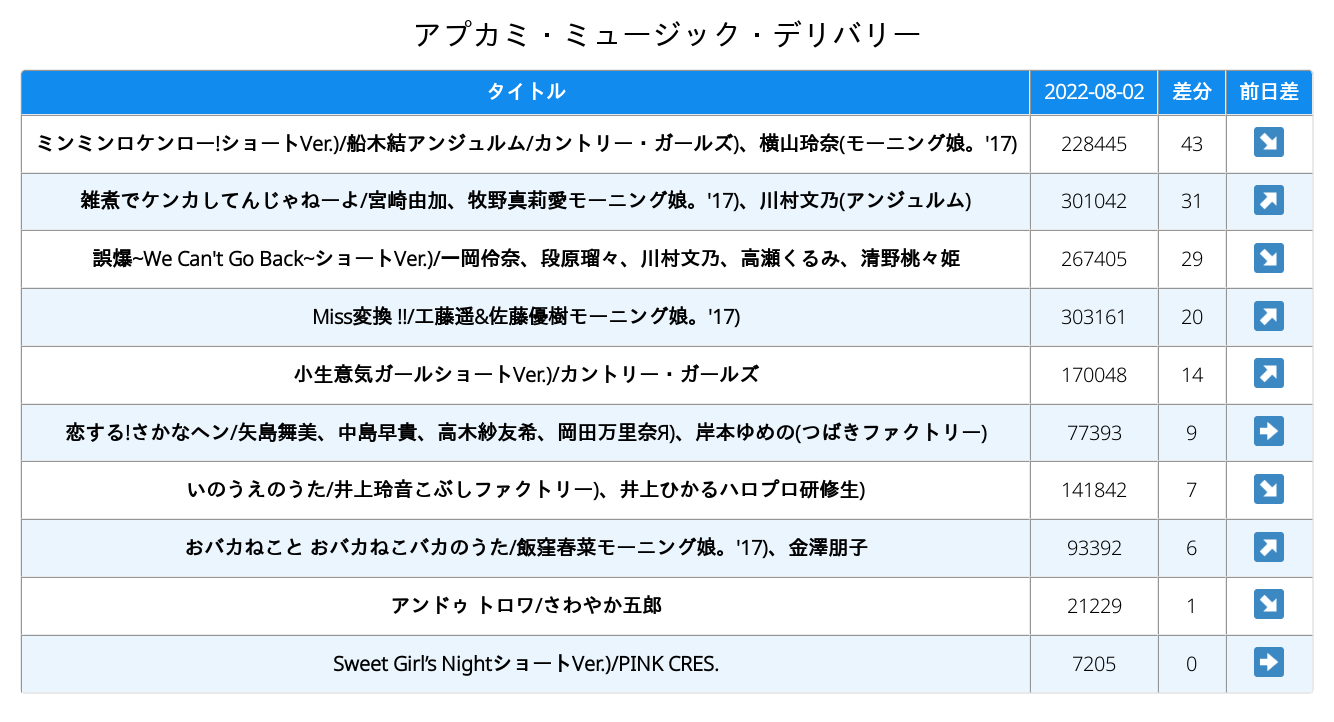 アプカミ・ミュージック・デリバリー
タイトル 2022-08-02 差分 前日差
ミンミンロケンロー!ショートVer.)/船木結アンジュルム/カントリー・ガールズ)、横山玲奈(モーニング娘。'17) 228445 43 ↘
雑煮でケンカしてんじゃねーよ/宮崎由加、牧野真莉愛モーニング娘。'17)、川村文乃(アンジュルム) 301042 31 ↗
誤爆~We Can't Go Back~ショートVer.)/一岡伶奈、段原瑠々、川村文乃、高瀬くるみ、清野桃々姫 267405 29 ↘
Miss変換 !!/工藤遥&佐藤優樹モーニング娘。'17) 303161 20 ↗
小生意気ガールショートVer.)/カントリー・ガールズ 170048 14 ↗
恋する!さかなヘン/矢島舞美、中島早貴、高木紗友希、岡田万里奈Я)、岸本ゆめの(つばきファクトリー) 77393 9 ➡
いのうえのうた/井上玲音こぶしファクトリー)、井上ひかるハロプロ研修生) 141842 7 ↘
おバカねこと おバカねこバカのうた/飯窪春菜モーニング娘。'17)、金澤朋子 93392 6 ↗
アンドゥ トロワ/さわやか五郎 21229 1 ↘
Sweet Girl’s NightショートVer.)/PINK CRES. 7205 0 ➡